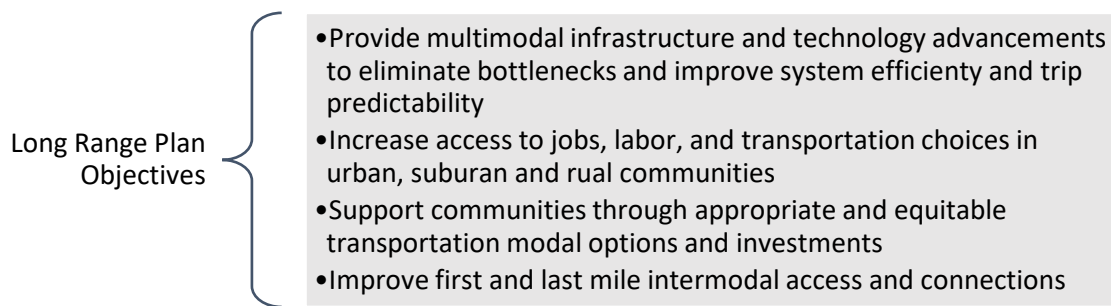 Long Range Plan
Objectives
•Provide multimodal infrastructure and technology advancements
to eliminate bottlenecks and improve system efficienty and trip
predictability
•Increase access to jobs, labor, and transportation choices in
urban, suburan and rual communities
•Support communities through appropriate and equitable
transportation modal options and investments
•Improve first and last mile intermodal access and connections